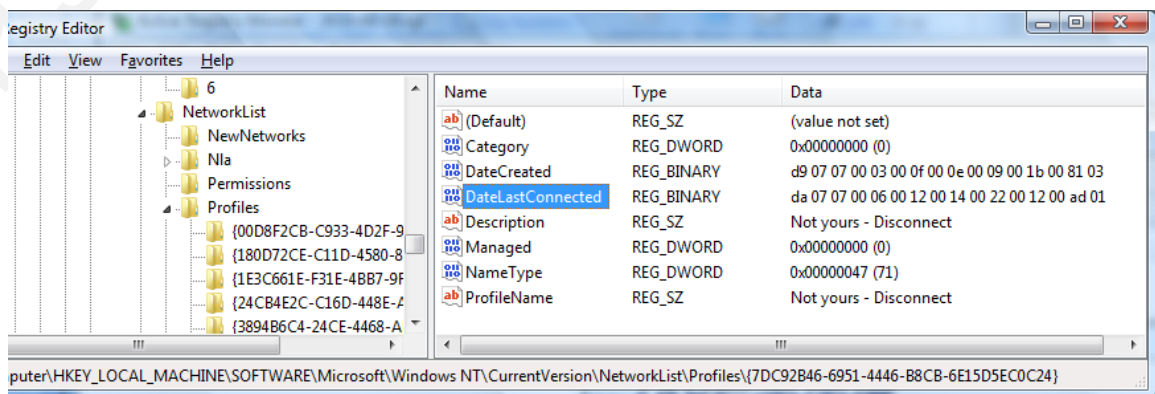 Registry Editor
Edit View Favorites Help
6
NetworkList
NewNetworks
Nla
Permissions
Profiles
{00D8F2CB-C933-4D2F-9
{180D72CE-C11D-4580-8
{1E3C661E-F31E-4BB7-9F
{24CB4E2C-C16D-448E-A
{3894B6C4-24CE-4468-A
Name Type Data
(Default) REG_SZ (value not set)
Category REG_DWORD 0x00000000 (0)
DateCreated REG_BINARY d9 07 07 00 03 00 0f 00 0e 00 09 00 1b 00 81 03
DateLastConnected REG_BINARY da 07 07 00 06 00 12 00 14 00 22 00 12 00 ad 01
Description REG_SZ Not yours - Disconnect
Managed REG_DWORD 0x00000000 (0)
NameType REG_DWORD 0x00000047 (71)
ProfileName REG_SZ Not yours - Disconnect
puter\HKEY_LOCAL_MACHINE\SOFTWARE\Microsoft\Windows NT\CurrentVersion\NetworkList\Profiles\{7DC92B46-6951-4446-B8CB-6E15D5EC0C24}